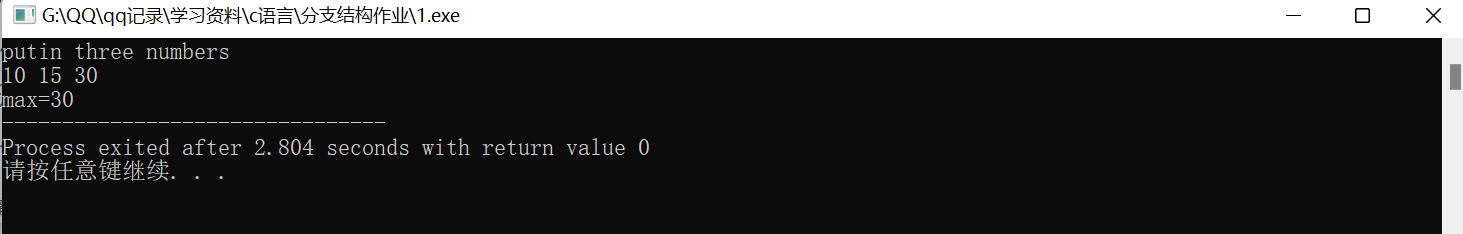 G:\QQ\qq记录\学习资料\c语言\分支结构作业\1.exe
putin three numbers
10 15 30
max=30
--------------------------------
Process exited after 2.804 seconds with return value 0
请按任意键继续. . .